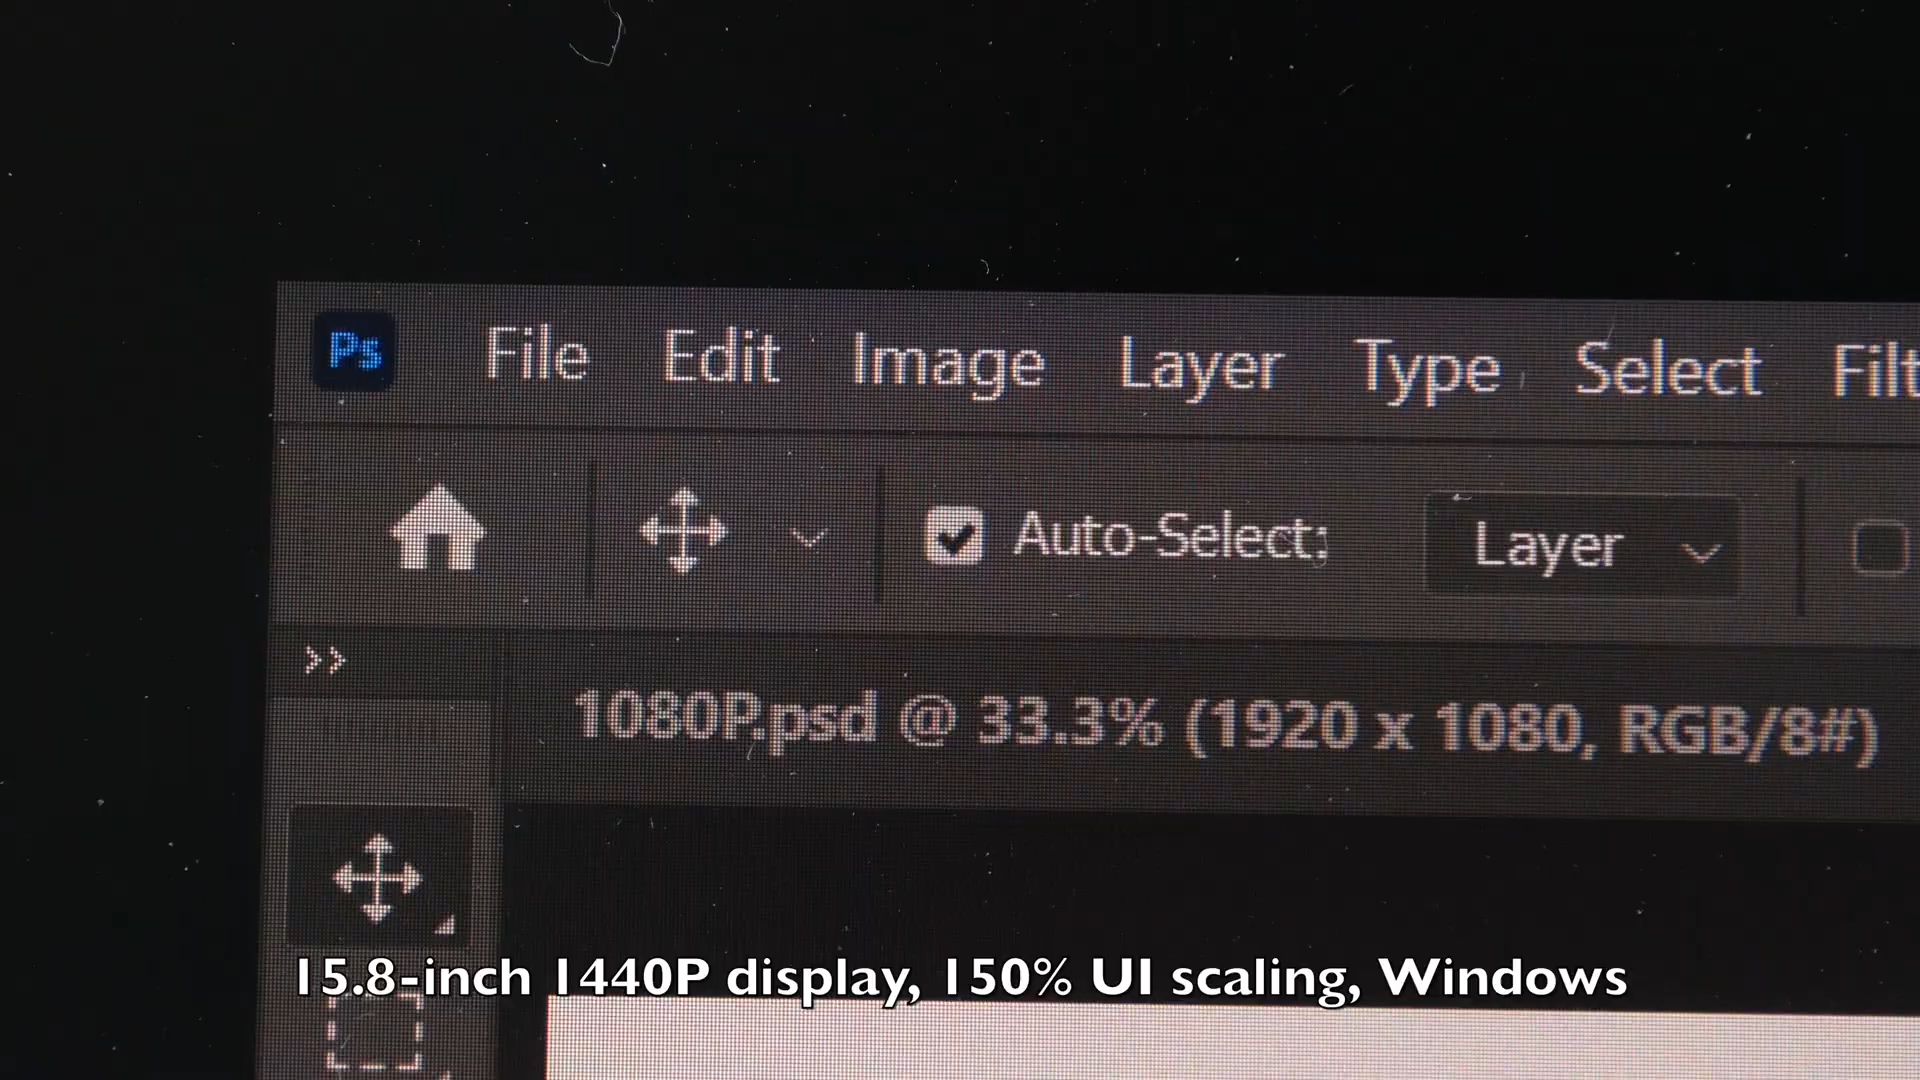 Ps File Edit Image Layer Type Select Filt
Auto-Select: Layer
>>
1080P.psd @ 33.3% (1920 x 1080, RGB/8#)
15.8-inch 1440P display, 150% UI scaling, Windows